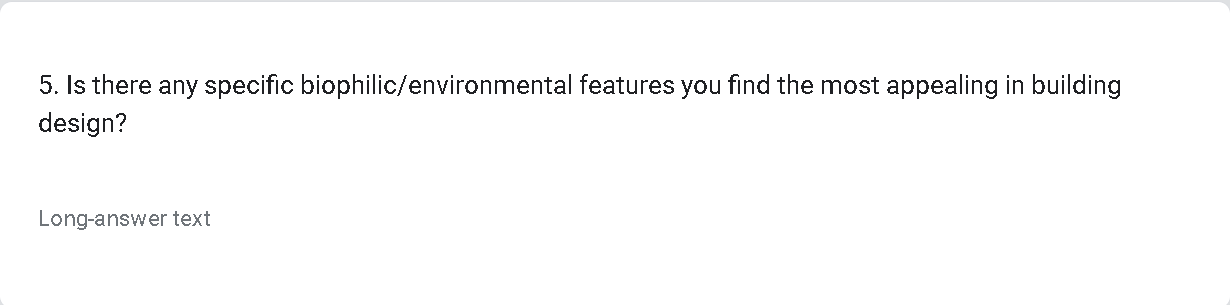 5. Is there any specific biophilic/environmental features you find the most appealing in building
design?
Long-answer text